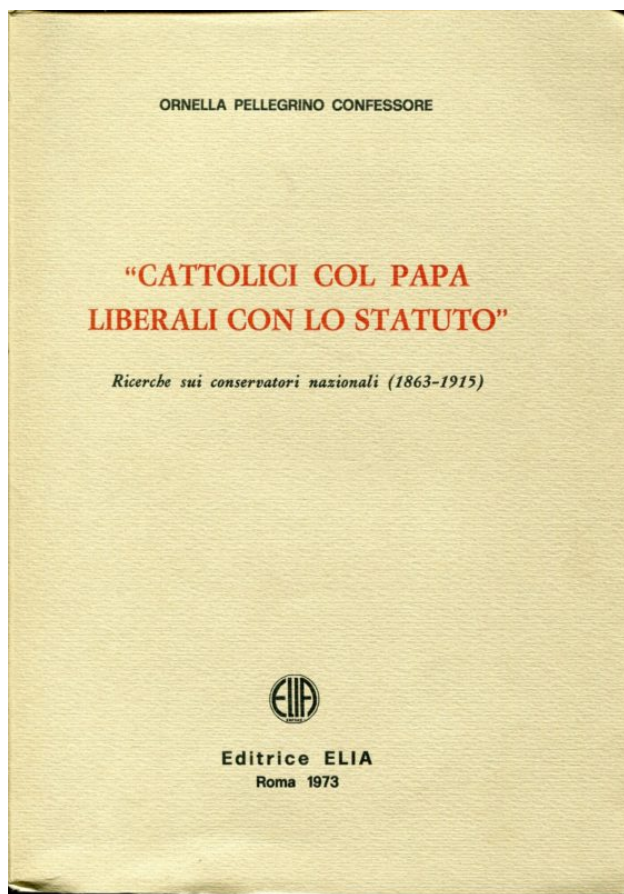 ORNELLA PELLEGRINO CONFESSORE
“CATTOLICI COL PAPA
LIBERALI CON LO STATUTO”
Ricerche sui conservatori nazionali (1863-1915)
ELIA
Editrice ELIA
Roma 1973